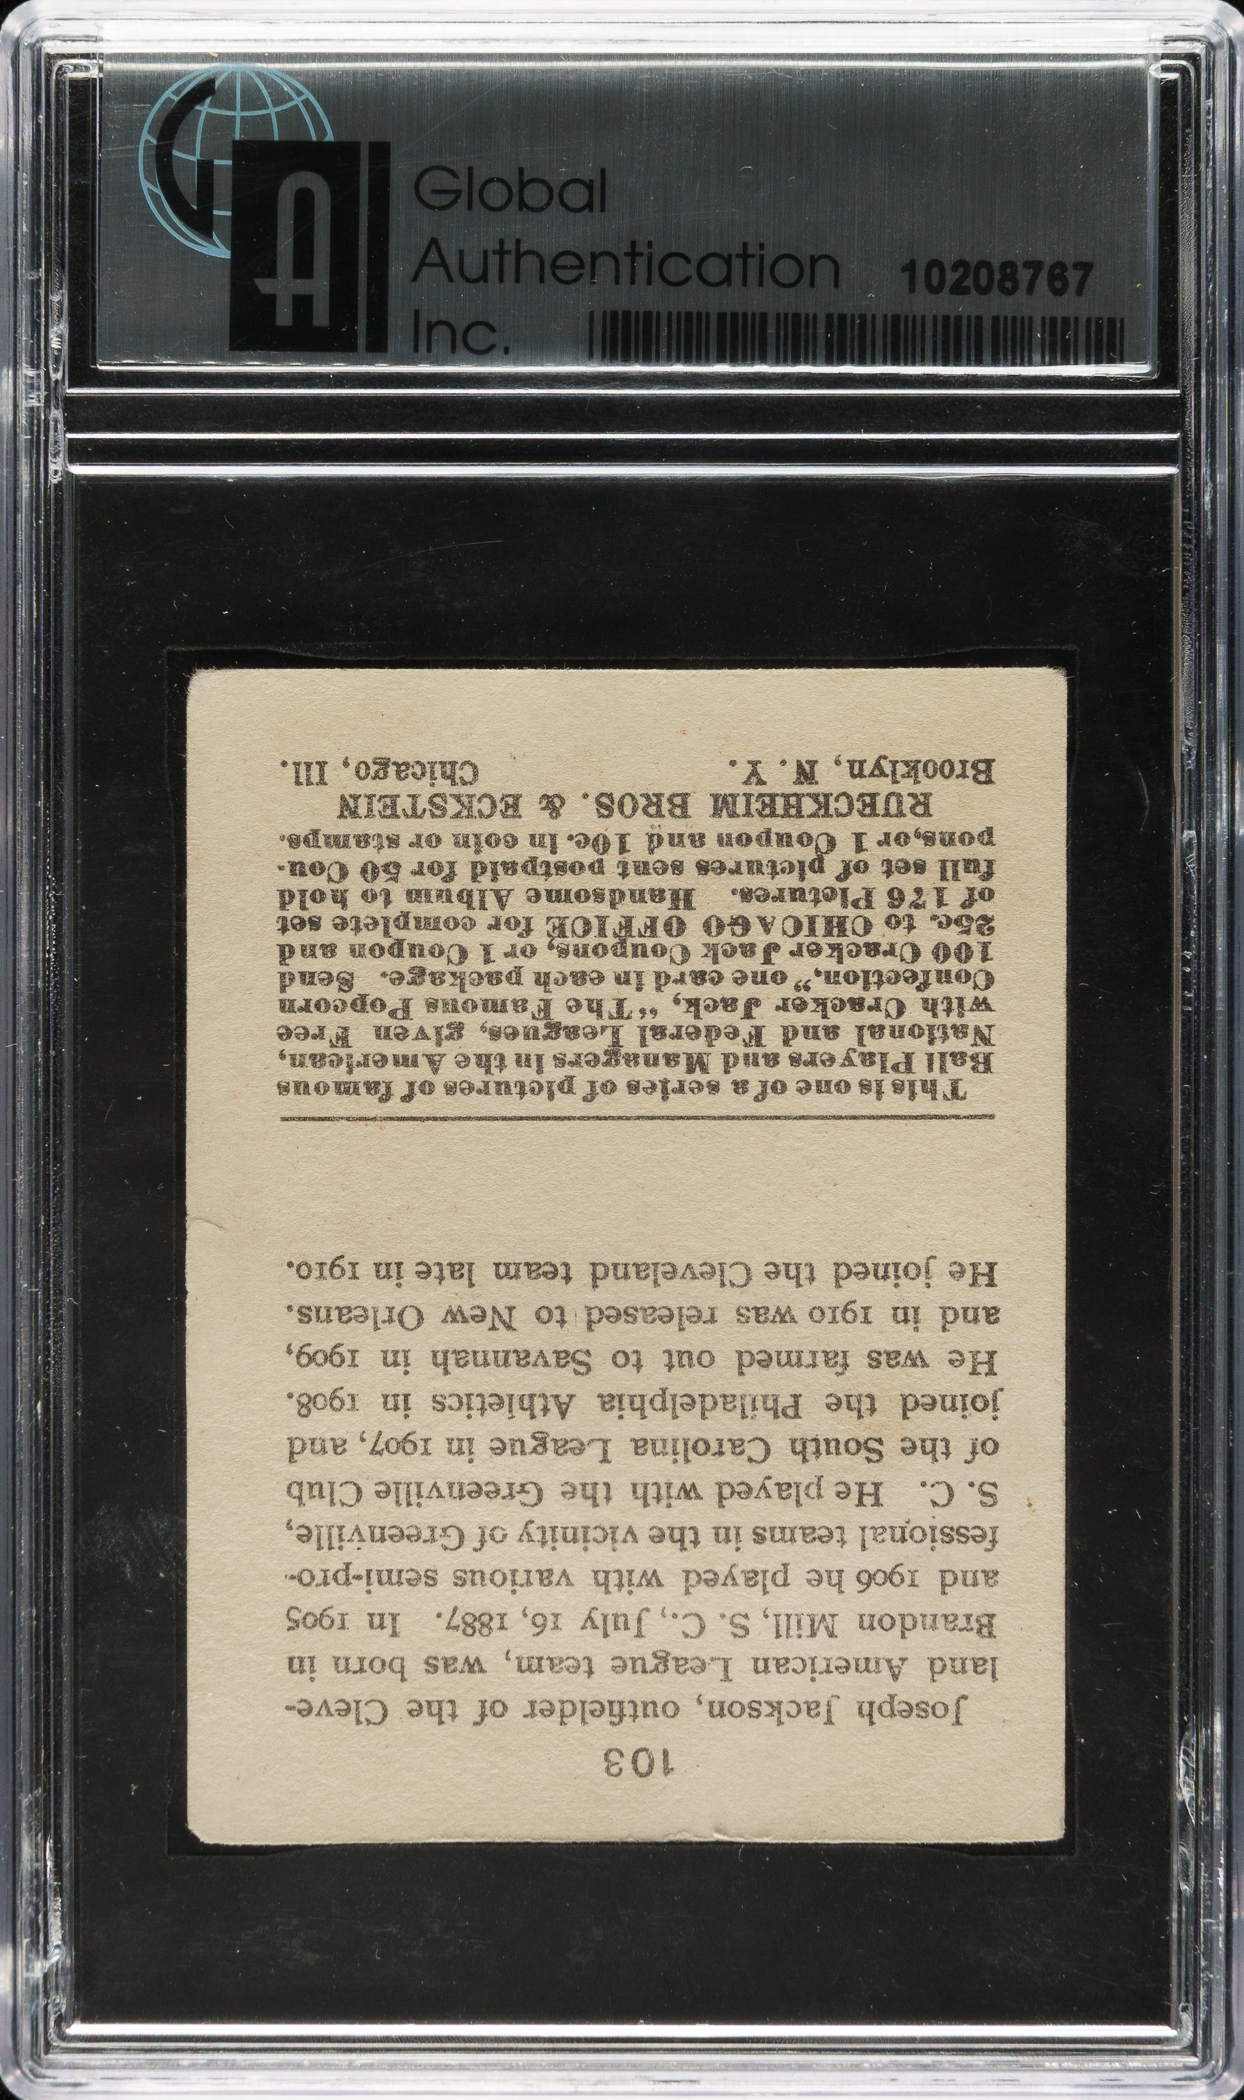 GA
Global
Authentication
Inc.
10208767
103
Joseph Jackson, outfielder of the Cleve-
land American League team, was born in
Brandon Mill, S. C., July 16, 1887. In 1905
and 1906 he played with various semi-pro-
fessional teams in the vicinity of Greenville,
S. C. He played with the Greenville Club
of the South Carolina League in 1907, and
joined the Philadelphia Athletics in 1908.
He was farmed out to Savannah in 1909,
and in 1910 was released to New Orleans.
He joined the Cleveland team late in 1910.
This is one of a series of pictures of famous
Ball Players and Managers in the American,
National and Federal Leagues, given Free
with Cracker Jack, "The Famous Popcorn
Confection," one card in each package. Send
100 Cracker Jack Coupons, or 1 Coupon and
25c. to CHICAGO OFFICE for complete set
of 176 Pictures. Handsome Album to hold
full set of pictures sent postpaid for 50 Cou-
pons, or 1 Coupon and 10c. in coin or stamps.
RUECKHEIM BROS. & ECKSTEIN
Brooklyn, N. Y. Chicago, Ill.